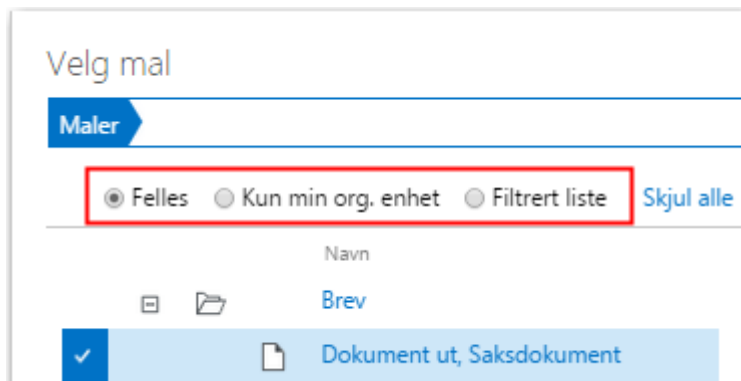 Velg mal
Maler
Felles Kun min org. enhet Filtrert liste Skjul alle
Navn
Brev
Dokument ut, Saksdokument